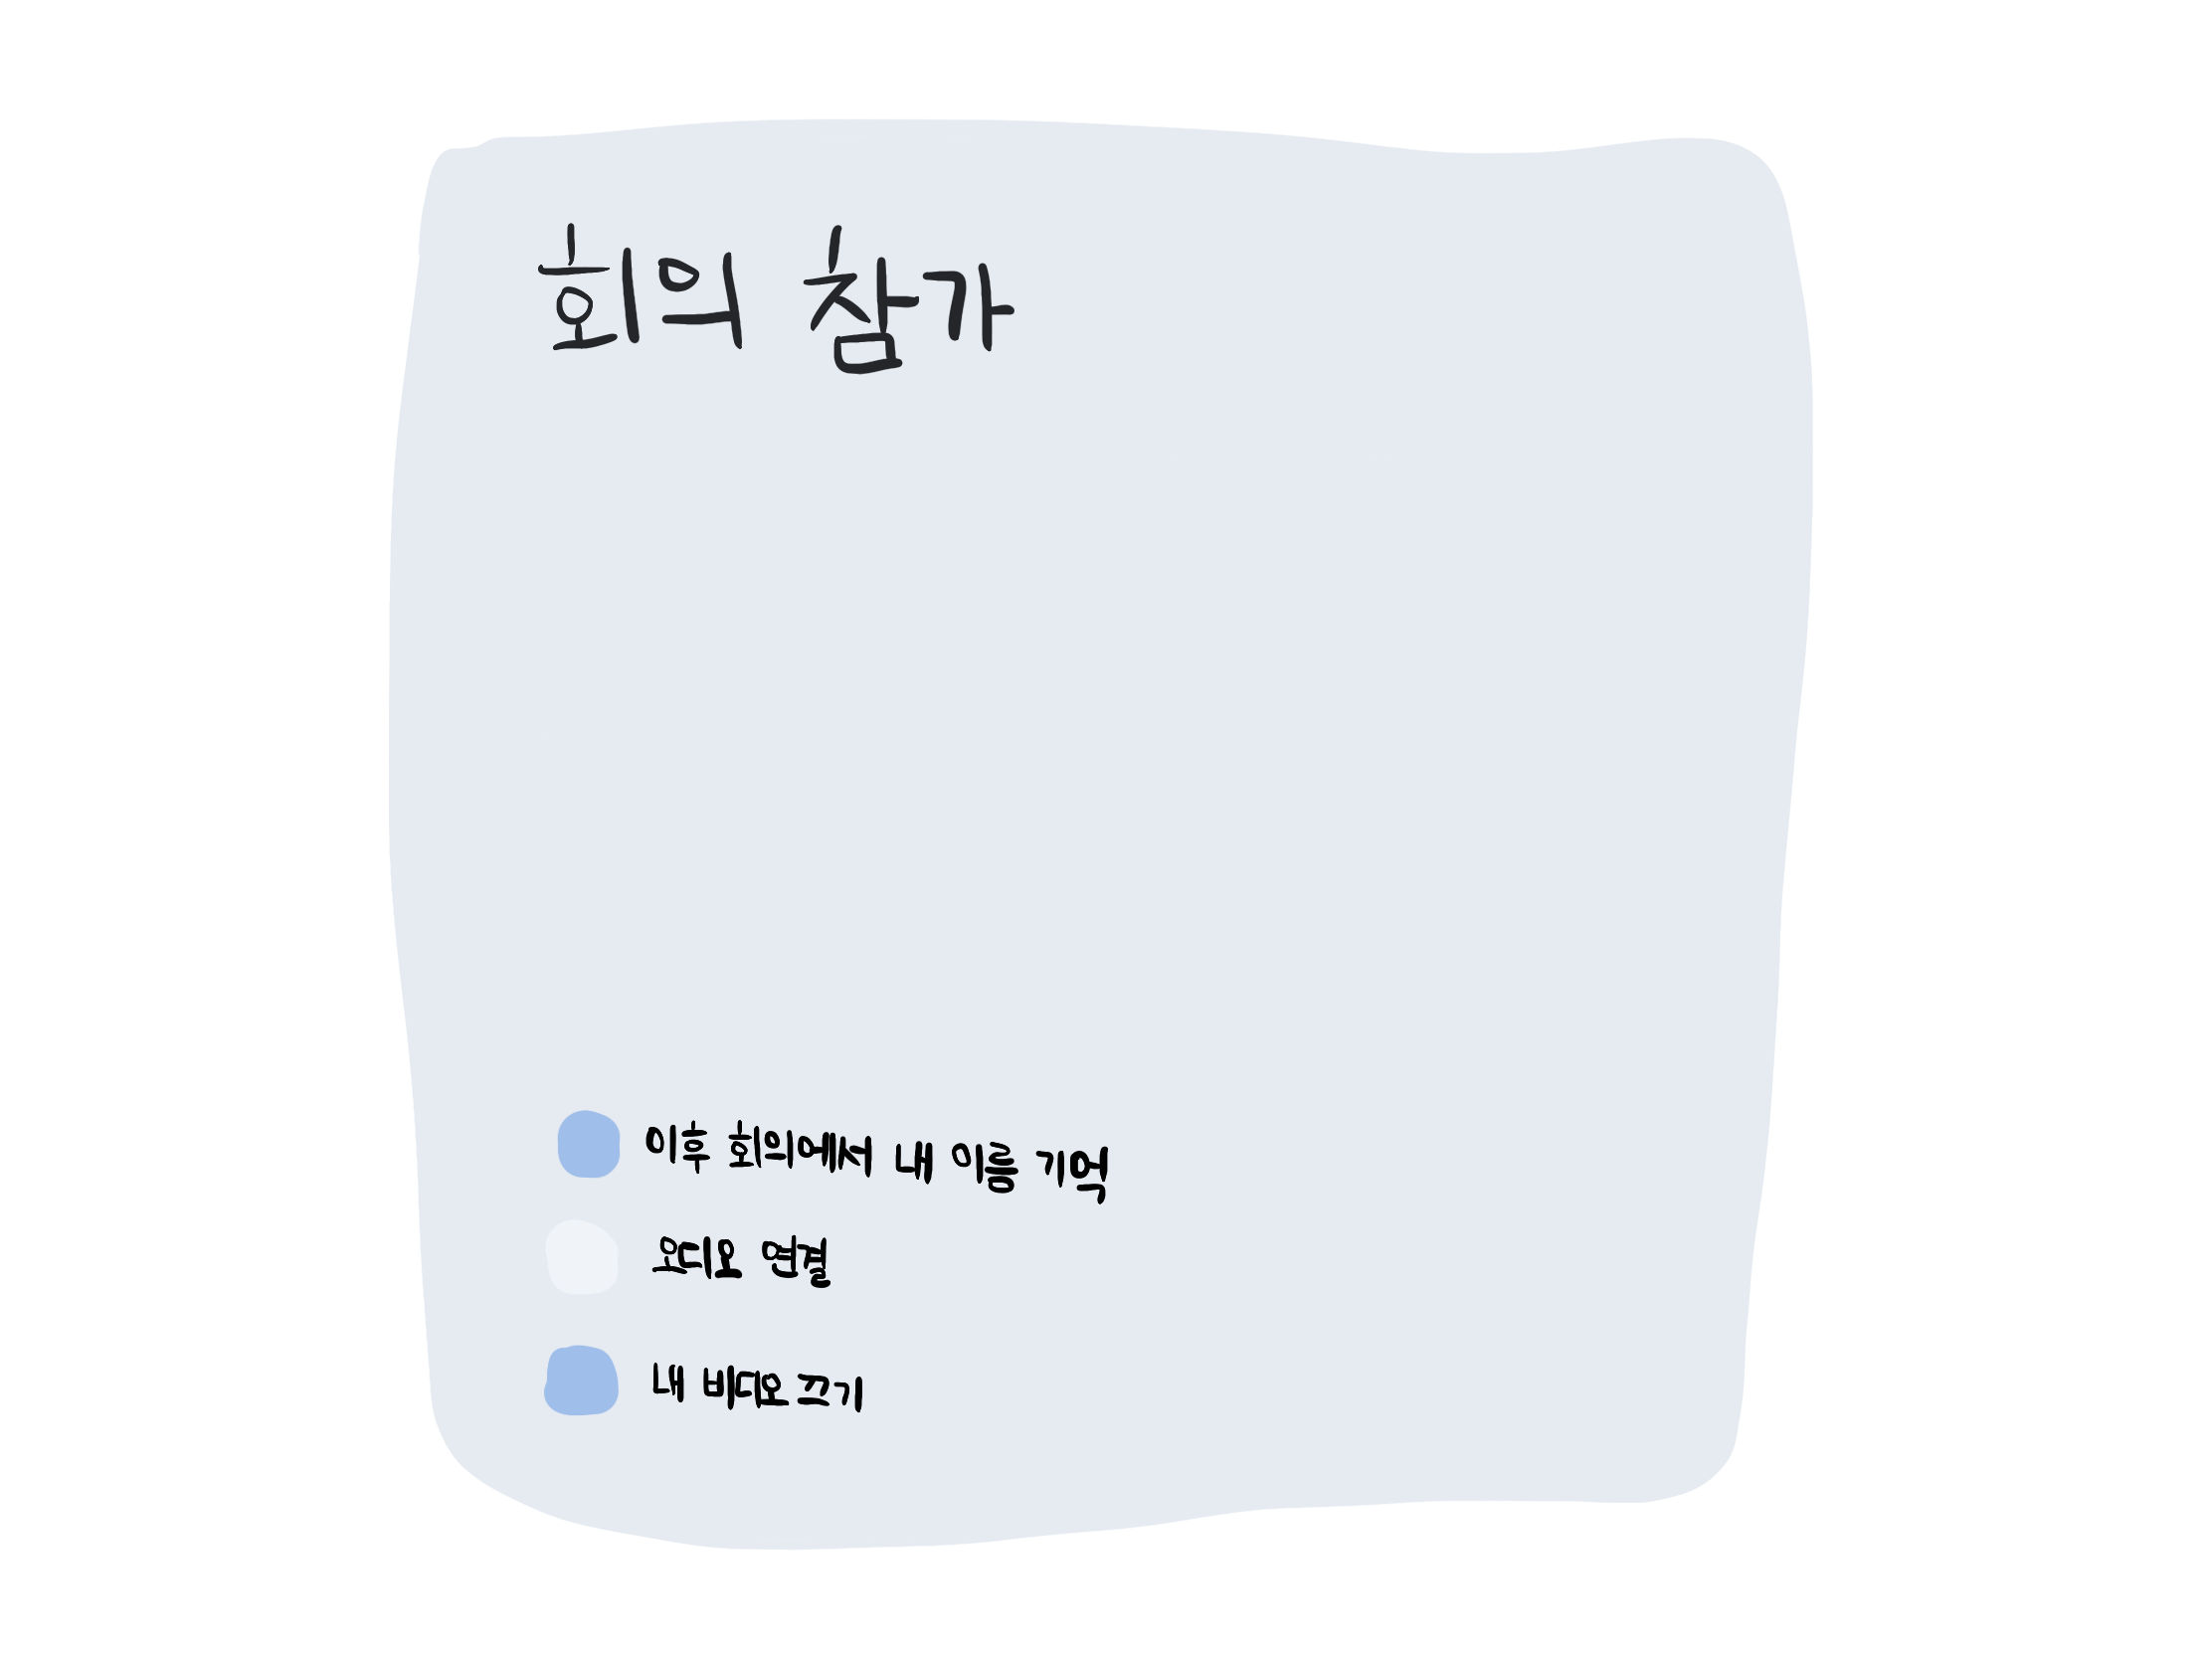 회의 참가
이후 회의에서 내 이름 기억
오디오 연결
내 비디오 끄기